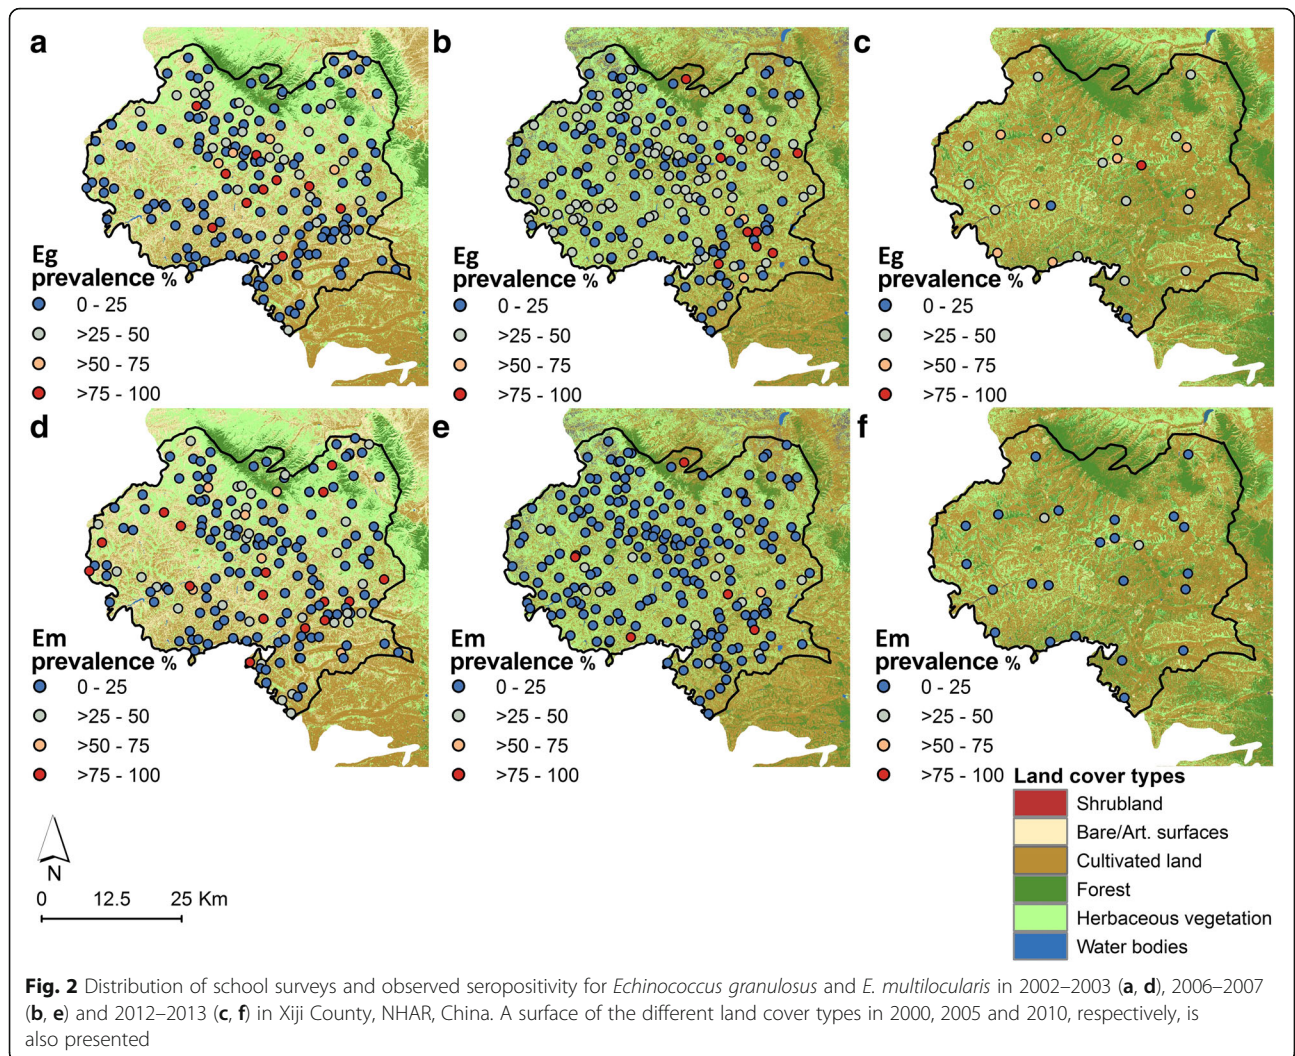 a
b
c
Eg
prevalence %
0 - 25
>25 - 50
>50 - 75
>75 - 100
Eg
prevalence %
0 - 25
>25 - 50
>50 - 75
>75 - 100
Eg
prevalence %
0 - 25
>25 - 50
>50 - 75
>75 - 100
d
e
f
Em
prevalence %
0 - 25
>25 - 50
>50 - 75
>75 - 100
Em
prevalence %
0 - 25
>25 - 50
>50 - 75
>75 - 100
Em
prevalence %
0 - 25
>25 - 50
>50 - 75
>75 - 100
Land cover types
Shrubland
Bare/Art. surfaces
Cultivated land
Forest
Herbaceous vegetation
Water bodies
N
0 12.5 25 Km
Fig. 2 Distribution of school surveys and observed seropositivity for Echinococcus granulosus and E. multilocularis in 2002–2003 (a, d), 2006–2007
(b, e) and 2012–2013 (c, f) in Xiji County, NHAR, China. A surface of the different land cover types in 2000, 2005 and 2010, respectively, is
also presented